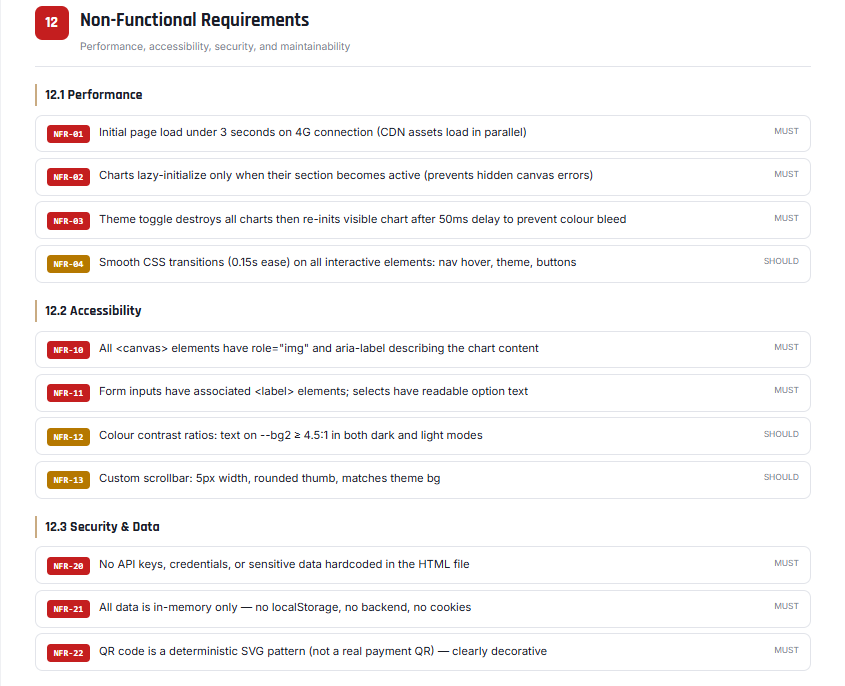 12
Non-Functional Requirements
Performance, accessibility, security, and maintainability
12.1 Performance
NFR-01 Initial page load under 3 seconds on 4G connection (CDN assets load in parallel) MUST
NFR-02 Charts lazy-initialize only when their section becomes active (prevents hidden canvas errors) MUST
NFR-03 Theme toggle destroys all charts then re-inits visible chart after 50ms delay to prevent colour bleed MUST
NFR-04 Smooth CSS transitions (0.15s ease) on all interactive elements: nav hover, theme, buttons SHOULD
12.2 Accessibility
NFR-10 All <canvas> elements have role="img" and aria-label describing the chart content MUST
NFR-11 Form inputs have associated <label> elements; selects have readable option text MUST
NFR-12 Colour contrast ratios: text on --bg2 ≥ 4.5:1 in both dark and light modes SHOULD
NFR-13 Custom scrollbar: 5px width, rounded thumb, matches theme bg SHOULD
12.3 Security & Data
NFR-20 No API keys, credentials, or sensitive data hardcoded in the HTML file MUST
NFR-21 All data is in-memory only — no localStorage, no backend, no cookies MUST
NFR-22 QR code is a deterministic SVG pattern (not a real payment QR) — clearly decorative MUST